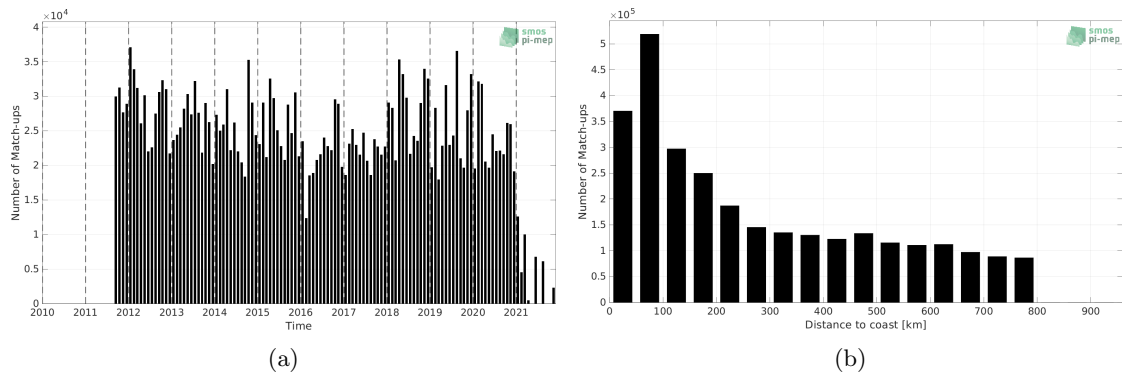 ×10⁴
4
3.5
3
2.5
2
1.5
1
0.5
0
Number of Match-ups
2010 2011 2012 2013 2014 2015 2016 2017 2018 2019 2020 2021
Time
smos
pi-mep
(a)
×10⁵
5
4.5
4
3.5
3
2.5
2
1.5
1
0.5
0
Number of Match-ups
0 100 200 300 400 500 600 700 800 900
Distance to coast [km]
smos
pi-mep
(b)